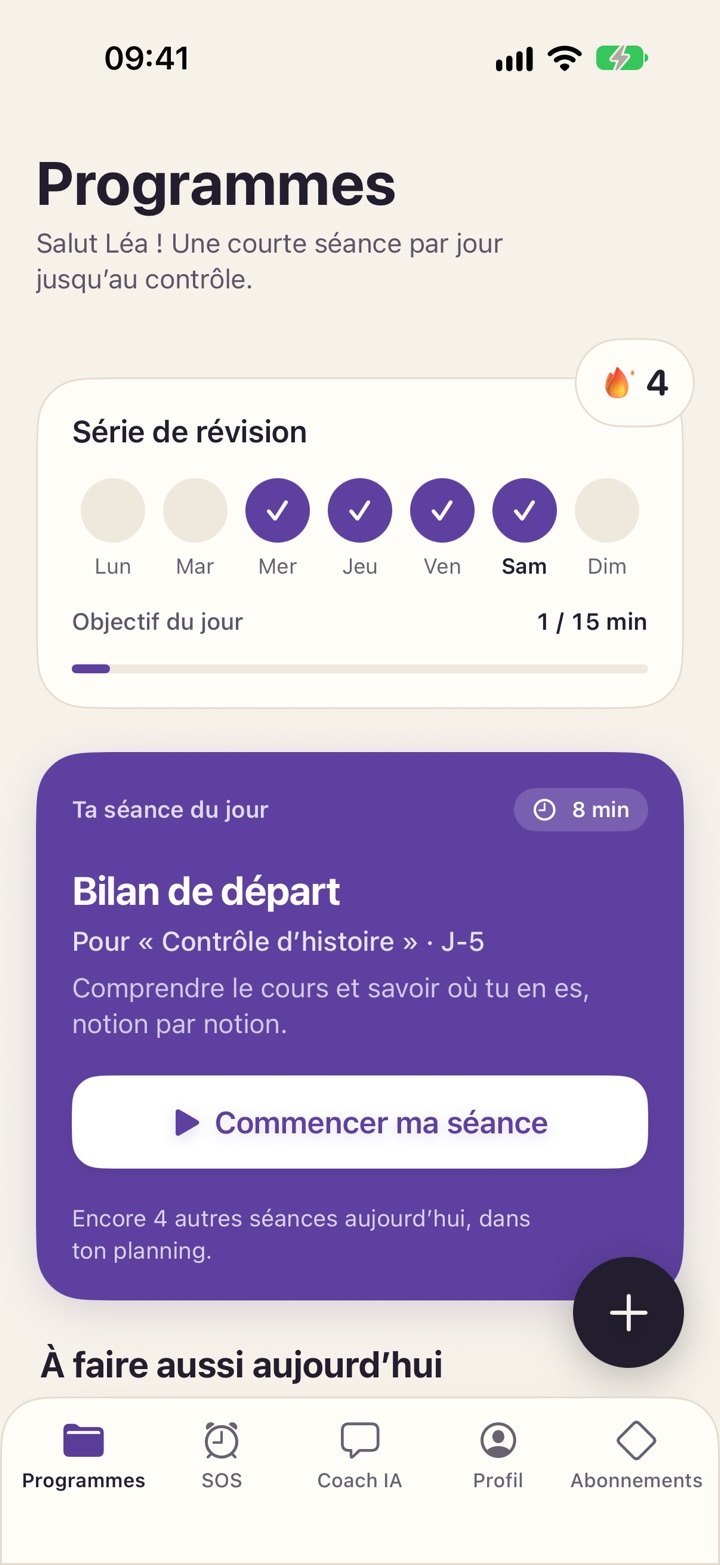 09:41
Programmes
Salut Léa ! Une courte séance par jour
jusqu’au contrôle.
4
Série de révision
Lun Mar Mer Jeu Ven Sam Dim
Objectif du jour 1 / 15 min
Ta séance du jour 8 min
Bilan de départ
Pour « Contrôle d’histoire » · J-5
Comprendre le cours et savoir où tu en es,
notion par notion.
Commencer ma séance
Encore 4 autres séances aujourd’hui, dans
ton planning.
À faire aussi aujourd’hui
Programmes SOS Coach IA Profil Abonnements